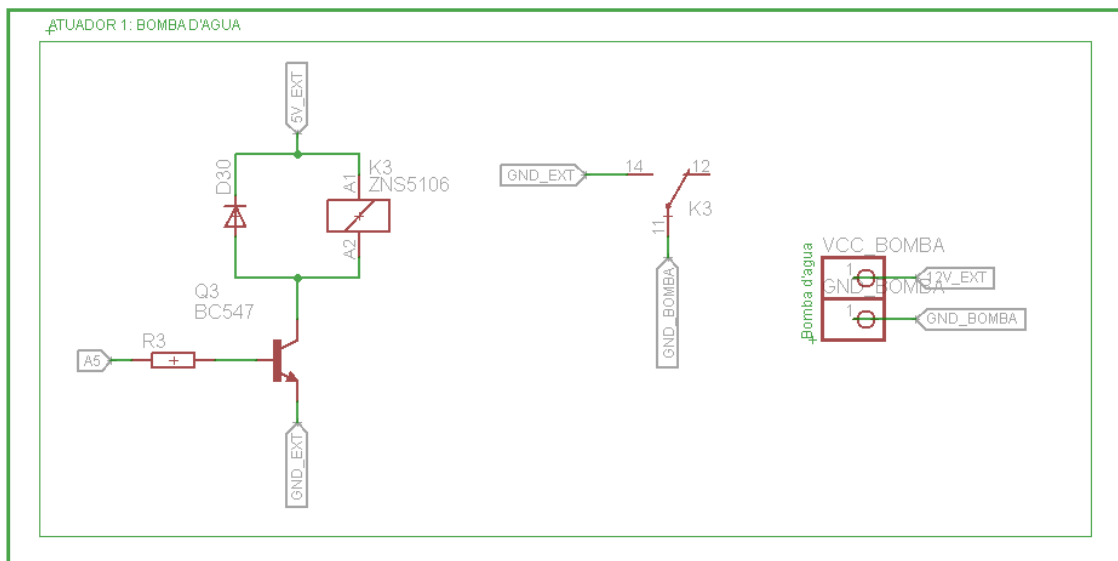 ATUADOR 1: BOMBA D'AGUA
5V_EXT
D30
A1
K3
ZNS5106
A2
Q3
BC547
A5
R3
GND_EXT
GND_EXT
14
12
11
K3
GND_BOMBA
Bomba d'agua
VCC_BOMBA
1
12V_EXT
GND_BOMBA
1
GND_BOMBA